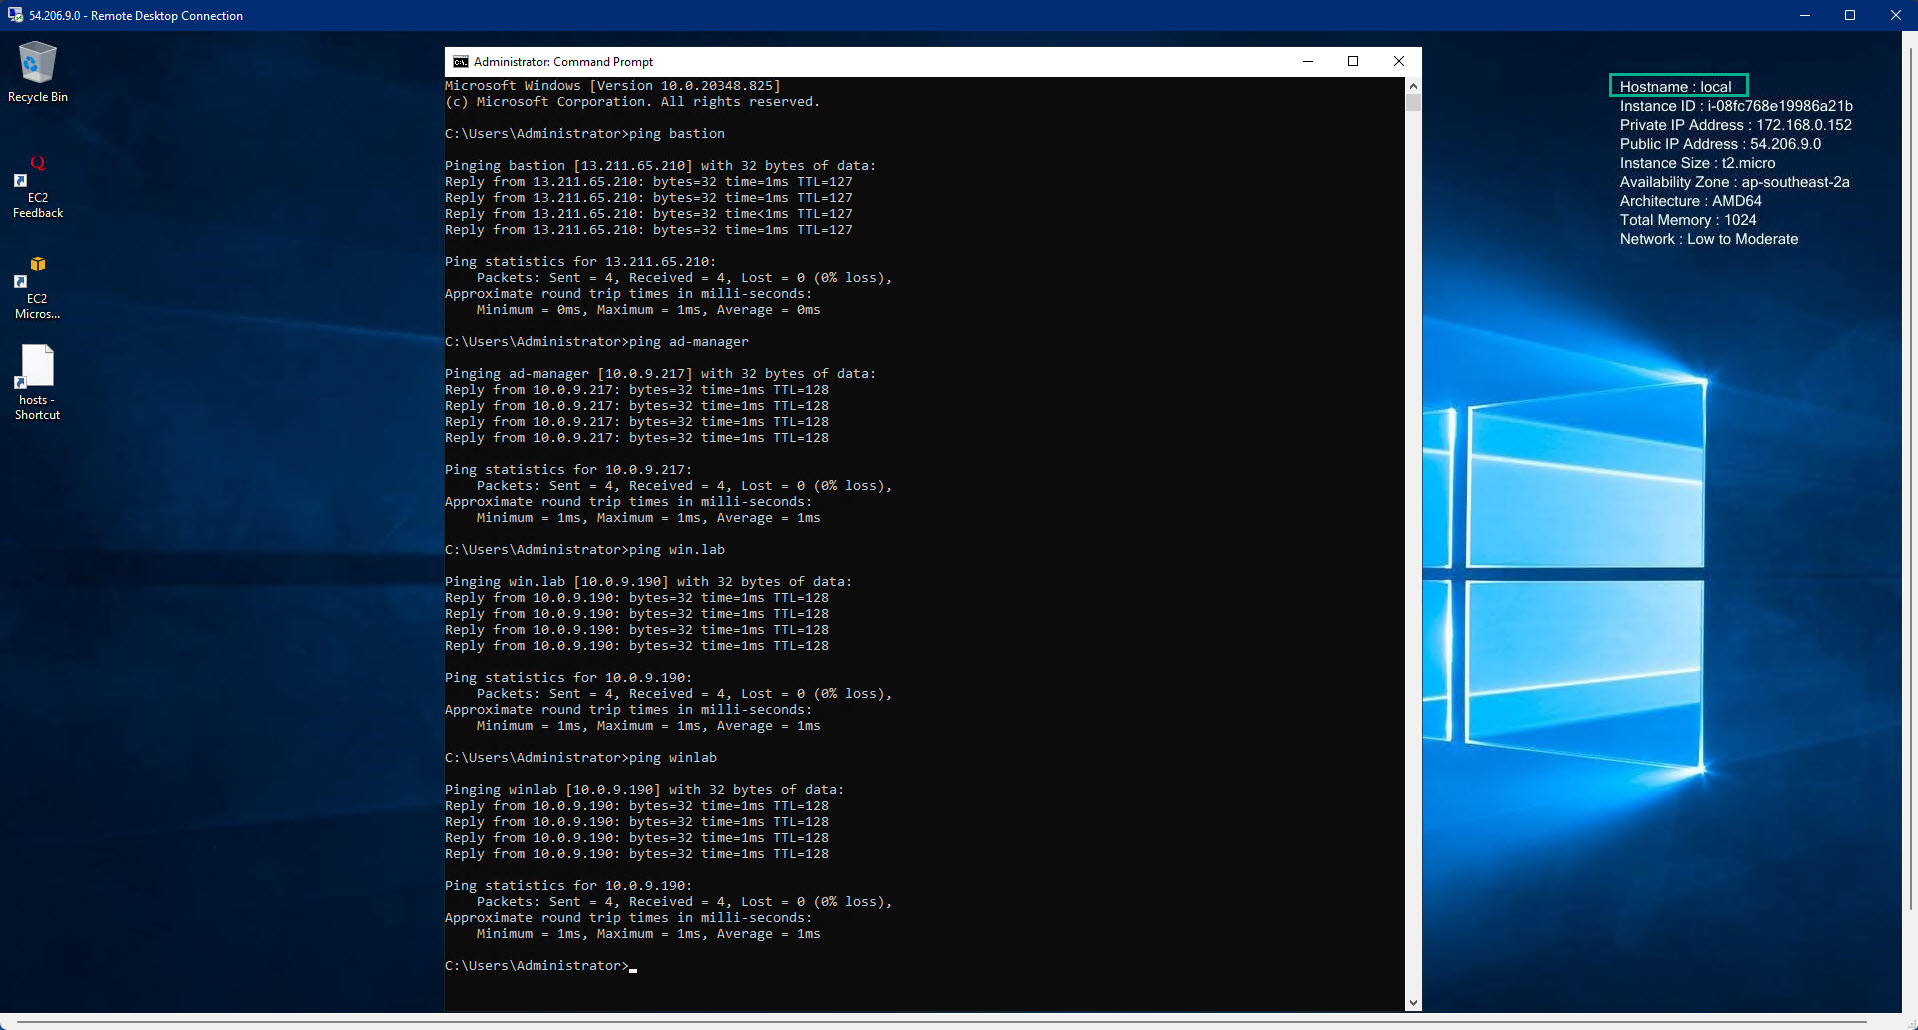 54.206.9.0 - Remote Desktop Connection
Recycle Bin
EC2
Feedback
EC2
Micros...
hosts -
Shortcut
Administrator: Command Prompt
Microsoft Windows [Version 10.0.20348.825]
(c) Microsoft Corporation. All rights reserved.
C:\Users\Administrator>ping bastion
Pinging bastion [13.211.65.210] with 32 bytes of data:
Reply from 13.211.65.210: bytes=32 time=1ms TTL=127
Reply from 13.211.65.210: bytes=32 time=1ms TTL=127
Reply from 13.211.65.210: bytes=32 time<1ms TTL=127
Reply from 13.211.65.210: bytes=32 time=1ms TTL=127
Ping statistics for 13.211.65.210:
    Packets: Sent = 4, Received = 4, Lost = 0 (0% loss),
Approximate round trip times in milli-seconds:
    Minimum = 0ms, Maximum = 1ms, Average = 0ms
C:\Users\Administrator>ping ad-manager
Pinging ad-manager [10.0.9.217] with 32 bytes of data:
Reply from 10.0.9.217: bytes=32 time=1ms TTL=128
Reply from 10.0.9.217: bytes=32 time=1ms TTL=128
Reply from 10.0.9.217: bytes=32 time=1ms TTL=128
Reply from 10.0.9.217: bytes=32 time=1ms TTL=128
Ping statistics for 10.0.9.217:
    Packets: Sent = 4, Received = 4, Lost = 0 (0% loss),
Approximate round trip times in milli-seconds:
    Minimum = 1ms, Maximum = 1ms, Average = 1ms
C:\Users\Administrator>ping win.lab
Pinging win.lab [10.0.9.190] with 32 bytes of data:
Reply from 10.0.9.190: bytes=32 time=1ms TTL=128
Reply from 10.0.9.190: bytes=32 time=1ms TTL=128
Reply from 10.0.9.190: bytes=32 time=1ms TTL=128
Reply from 10.0.9.190: bytes=32 time=1ms TTL=128
Ping statistics for 10.0.9.190:
    Packets: Sent = 4, Received = 4, Lost = 0 (0% loss),
Approximate round trip times in milli-seconds:
    Minimum = 1ms, Maximum = 1ms, Average = 1ms
C:\Users\Administrator>ping winlab
Pinging winlab [10.0.9.190] with 32 bytes of data:
Reply from 10.0.9.190: bytes=32 time=1ms TTL=128
Reply from 10.0.9.190: bytes=32 time=1ms TTL=128
Reply from 10.0.9.190: bytes=32 time=1ms TTL=128
Reply from 10.0.9.190: bytes=32 time=1ms TTL=128
Ping statistics for 10.0.9.190:
    Packets: Sent = 4, Received = 4, Lost = 0 (0% loss),
Approximate round trip times in milli-seconds:
    Minimum = 1ms, Maximum = 1ms, Average = 1ms
C:\Users\Administrator>
Hostname : local
Instance ID : i-08fc768e19986a21b
Private IP Address : 172.168.0.152
Public IP Address : 54.206.9.0
Instance Size : t2.micro
Availability Zone : ap-southeast-2a
Architecture : AMD64
Total Memory : 1024
Network : Low to Moderate